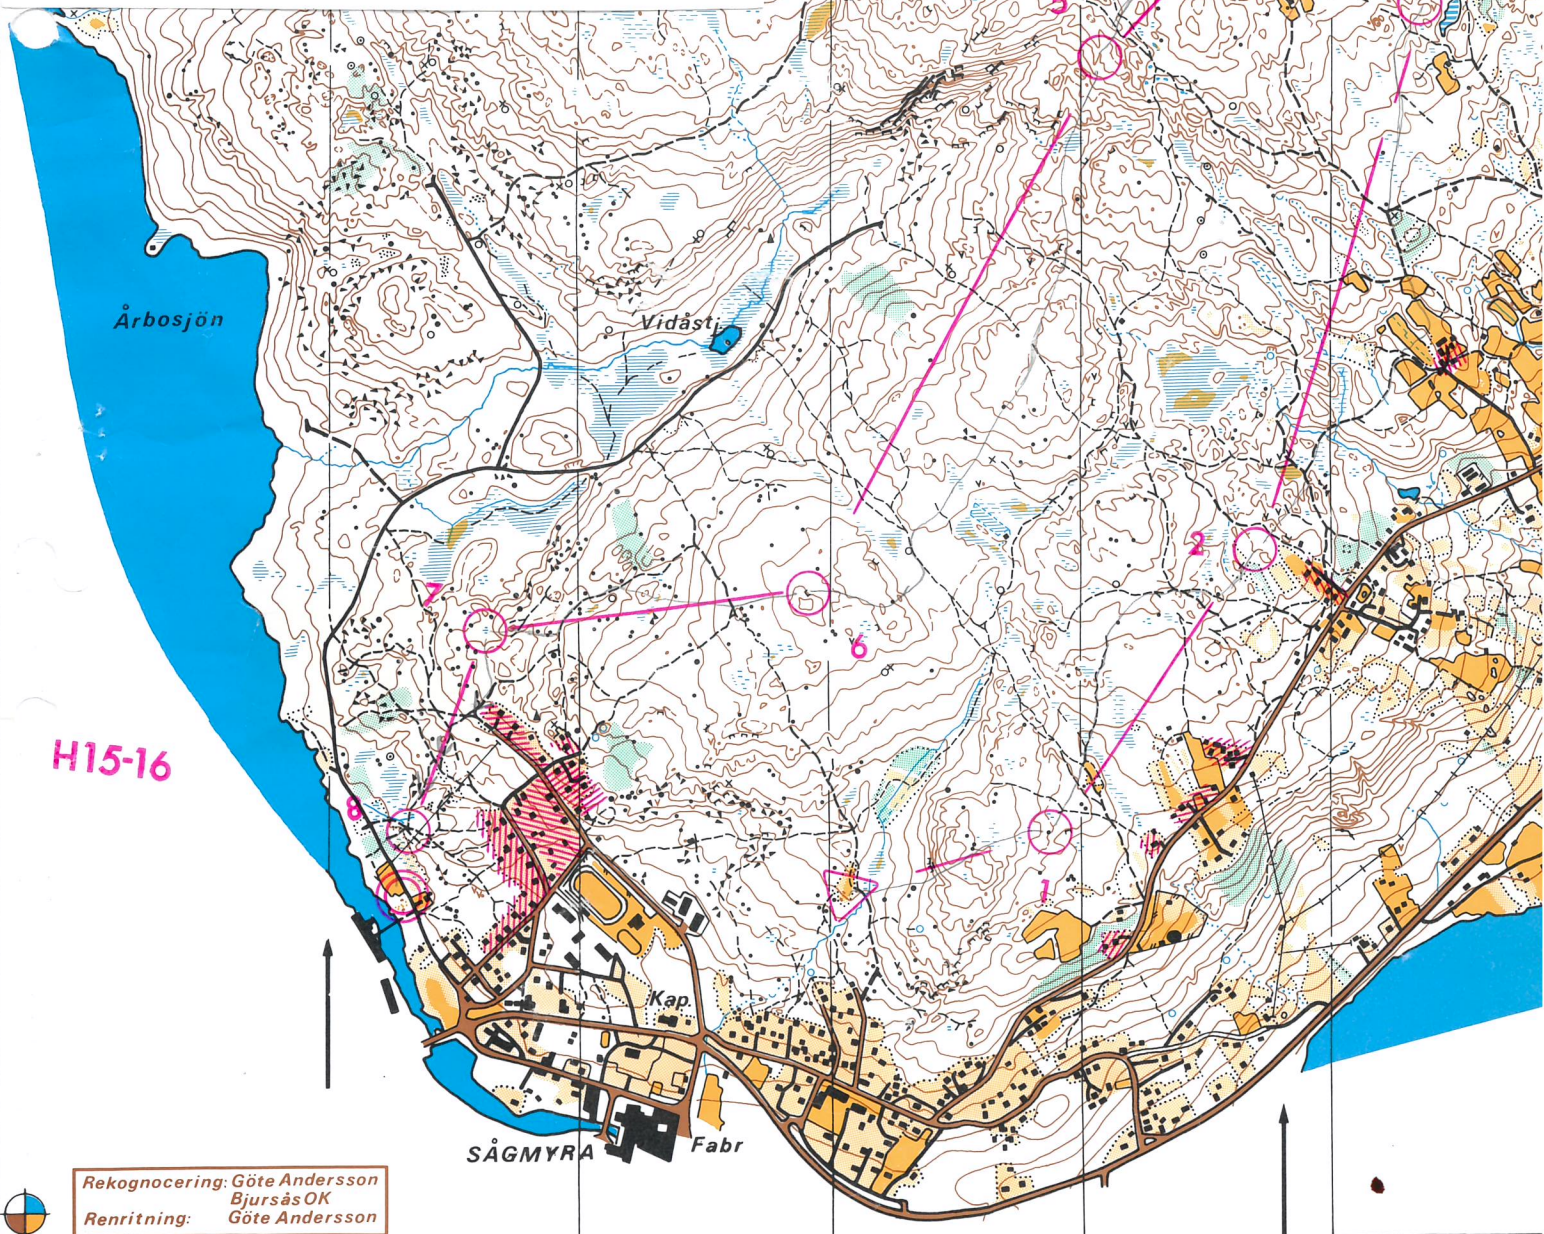 5
Årbosjön
Vidåsti
2
7
6
H15-16
8
1
Kap.
SÅGMYRA
Fabr
Rekognocering: Göte Andersson
Bjursås OK
Renritning: Göte Andersson